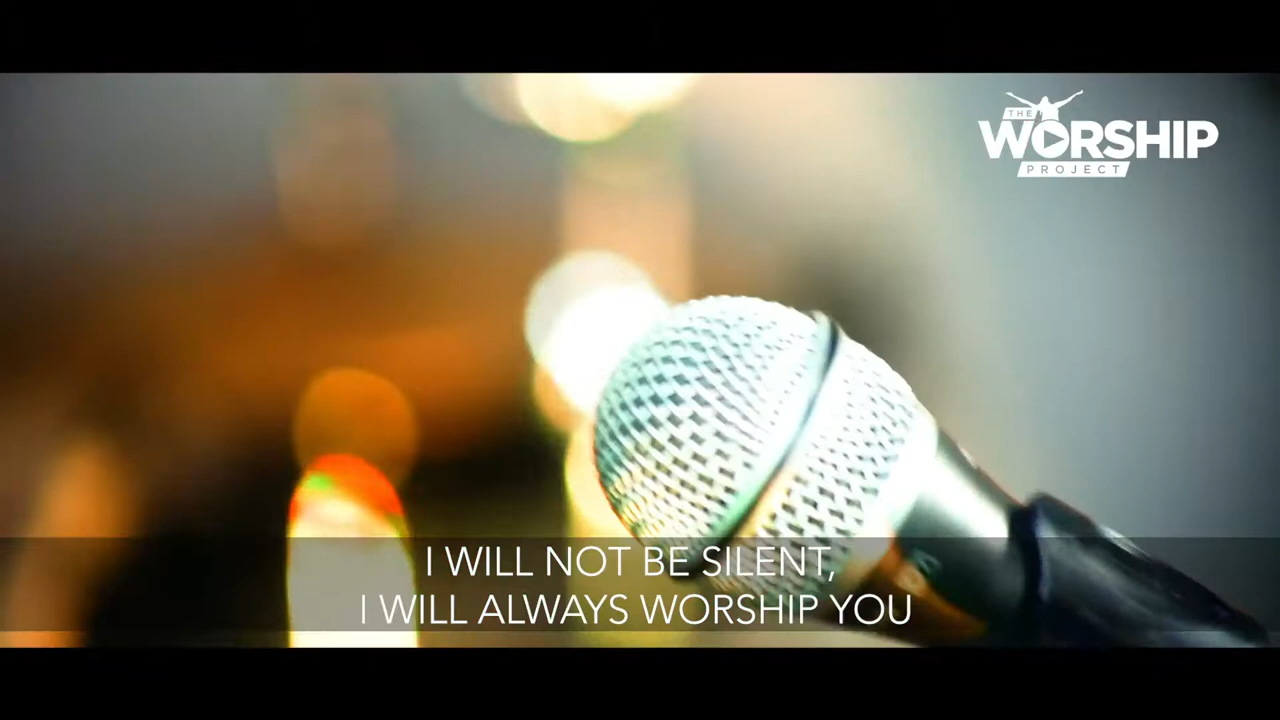 THE
WORSHIP
PROJECT
I WILL NOT BE SILENT,
I WILL ALWAYS WORSHIP YOU